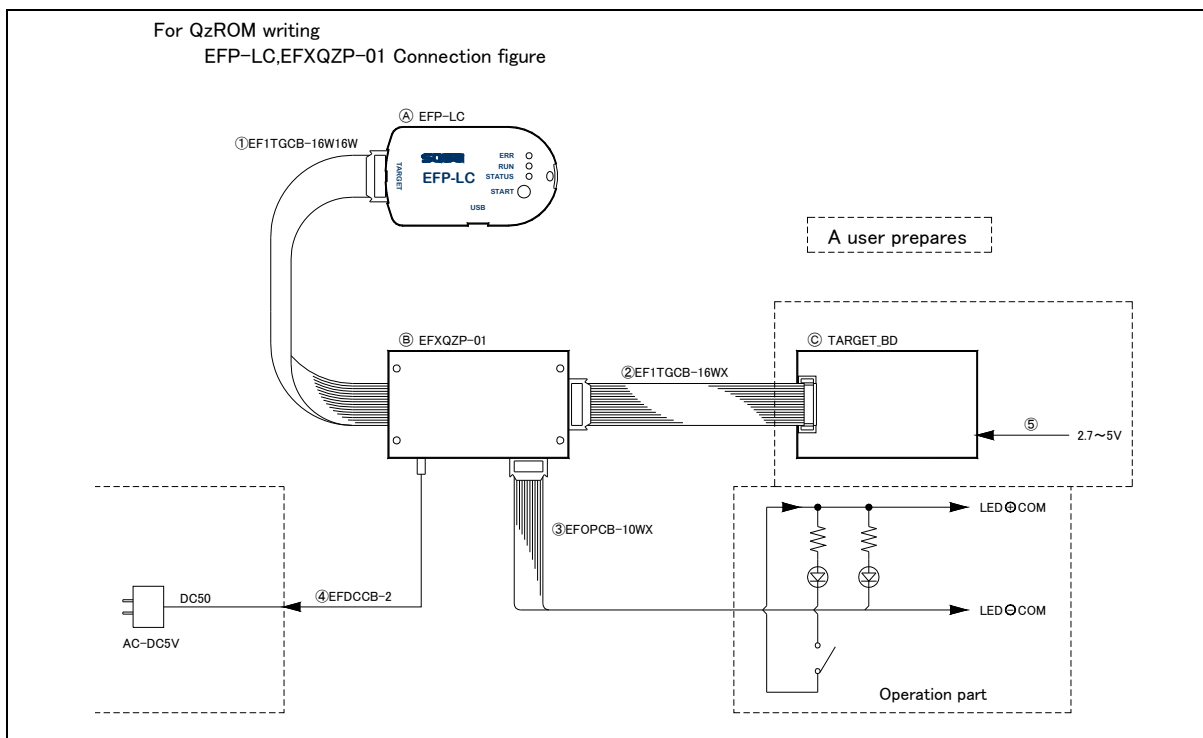 For QzROM writing
EFP-LC,EFXQZP-01 Connection figure
Ⓐ EFP-LC
①EF1TGCB-16W16W
TARGET
ERR
RUN
STATUS
EFP-LC
START
USB
A user prepares
Ⓑ EFXQZP-01
Ⓒ TARGET_BD
②EF1TGCB-16WX
⑤
2.7～5V
LED⊕COM
③EFOPCB-10WX
④EFDCCB-2
DC50
LED⊖COM
AC-DC5V
Operation part